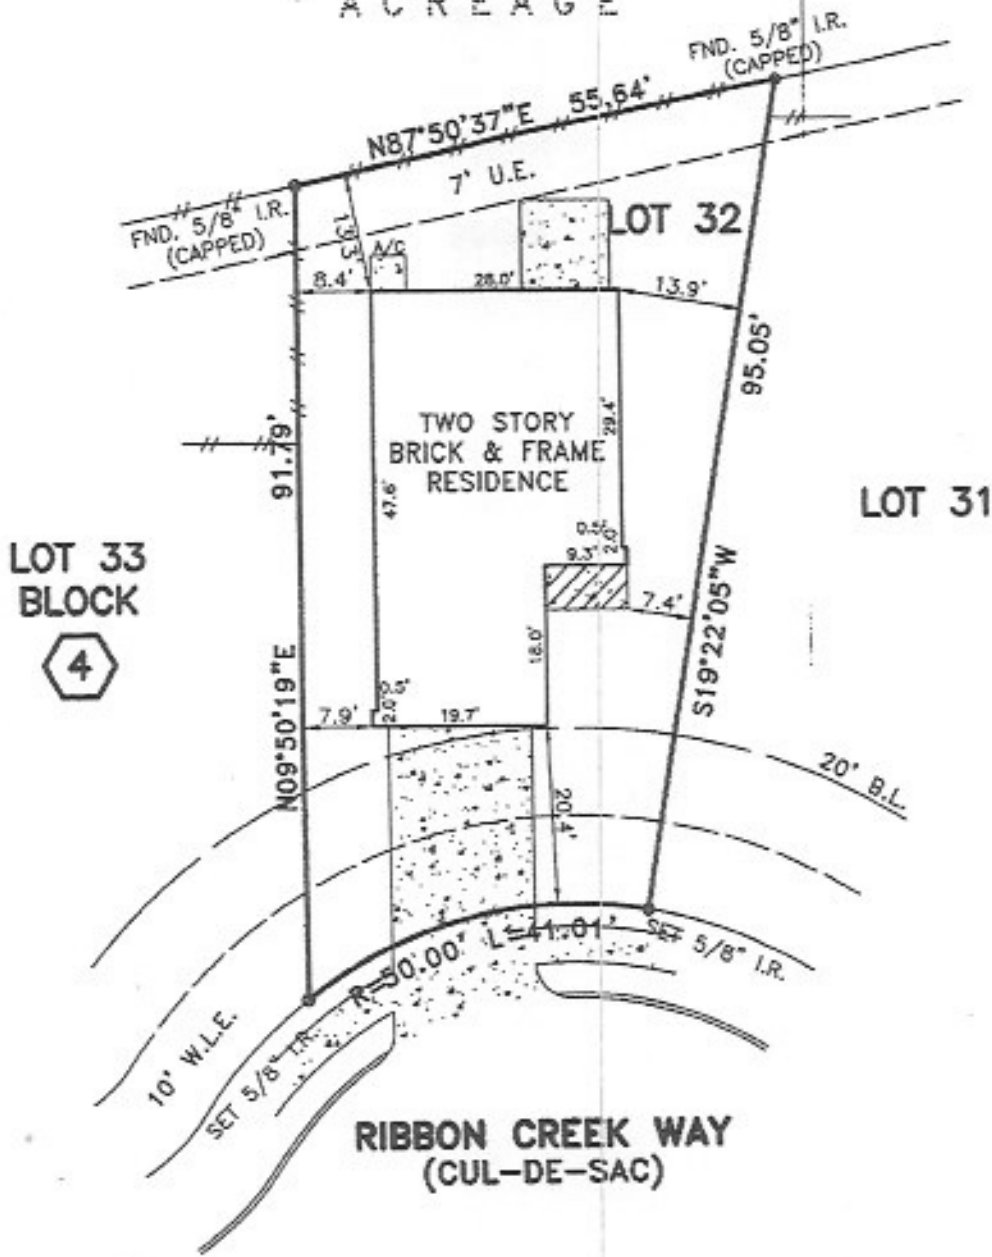 ACREAGE
FND. 5/8" I.R.
(CAPPED)
N87°50'37"E 55.64'
7' U.E.
FND. 5/8" I.R.
(CAPPED)
LOT 32
A/C
8.4'
28.0'
13.9'
95.05'
TWO STORY
BRICK & FRAME
RESIDENCE
29.4'
47.6'
91.79'
LOT 31
0.5'
2.0'
9.3'
LOT 33
BLOCK
4
7.4'
18.0'
S19°22'05"W
N09°50'19"E
0.5'
2.0'
7.9'
19.7'
20' B.L.
20.4'
R=50.00' L=41.01'
SET 5/8" I.R.
10' W.L.E.
SET 5/8" I.R.
RIBBON CREEK WAY
(CUL-DE-SAC)